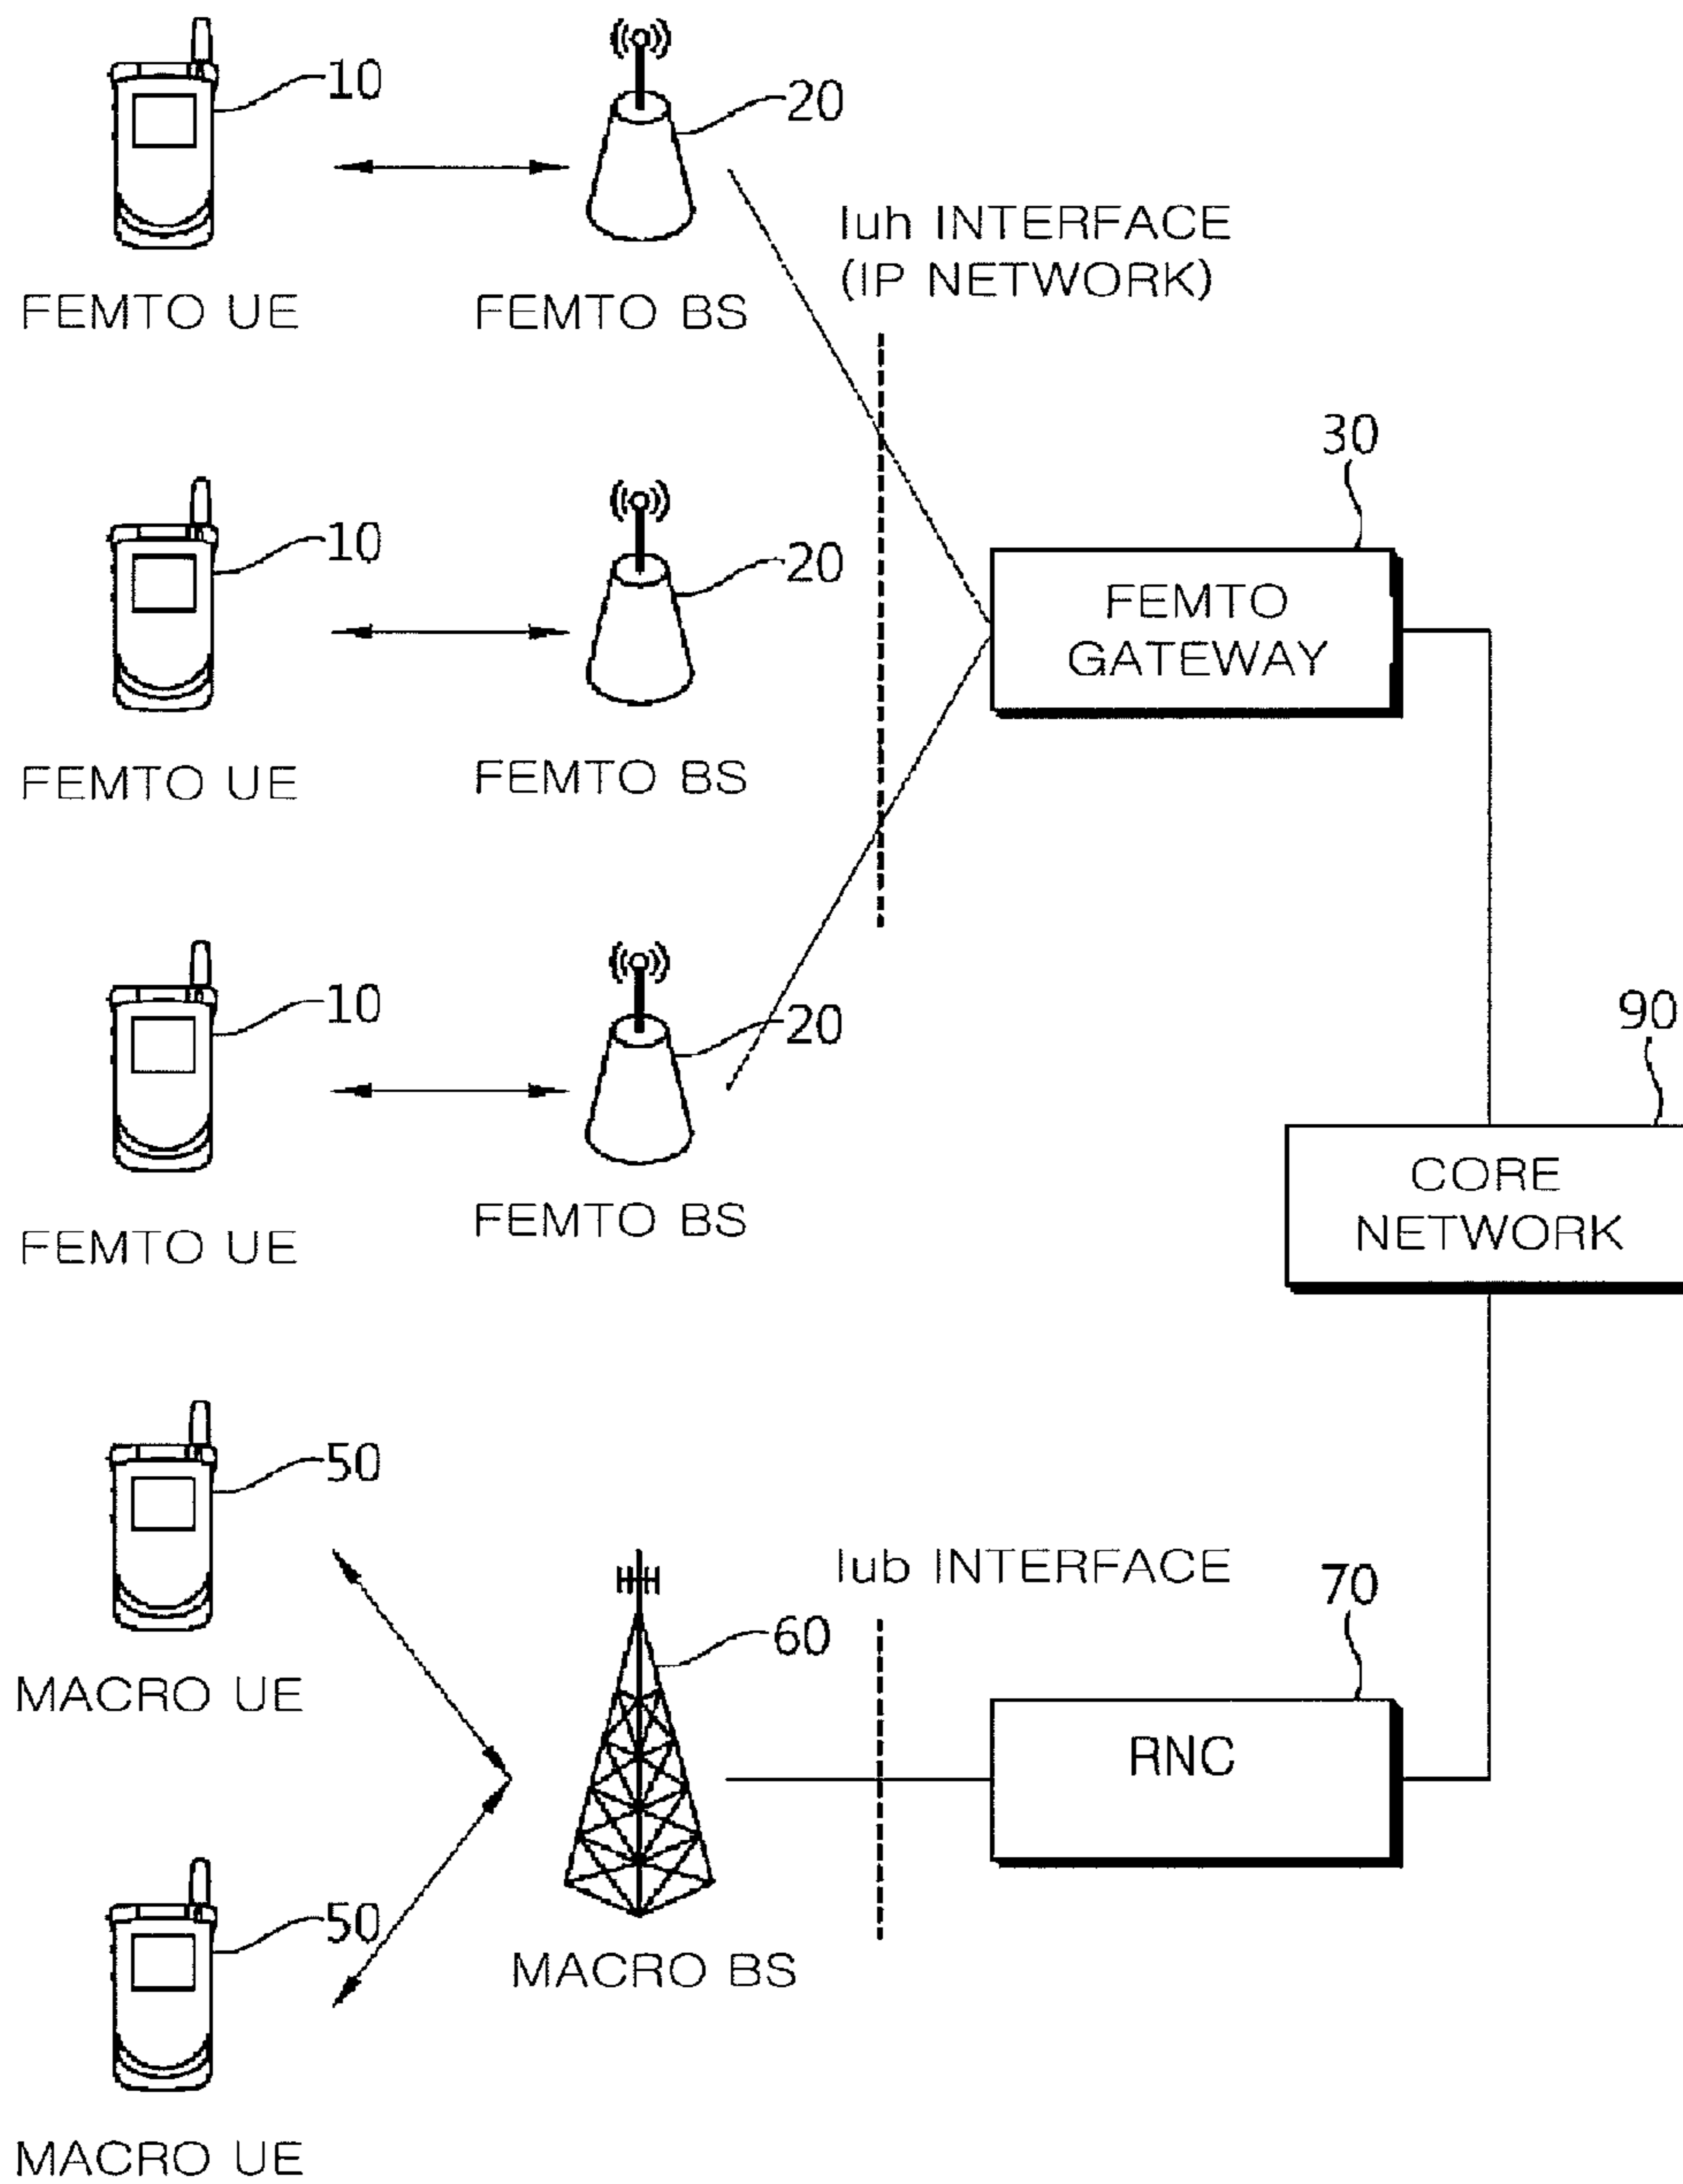 10
20
Iuh INTERFACE
(IP NETWORK)
FEMTO UE
FEMTO BS
30
10
20
FEMTO
GATEWAY
FEMTO UE
FEMTO BS
10
20
90
CORE
NETWORK
FEMTO UE
FEMTO BS
50
Iub INTERFACE
70
60
MACRO UE
RNC
50
MACRO BS
MACRO UE